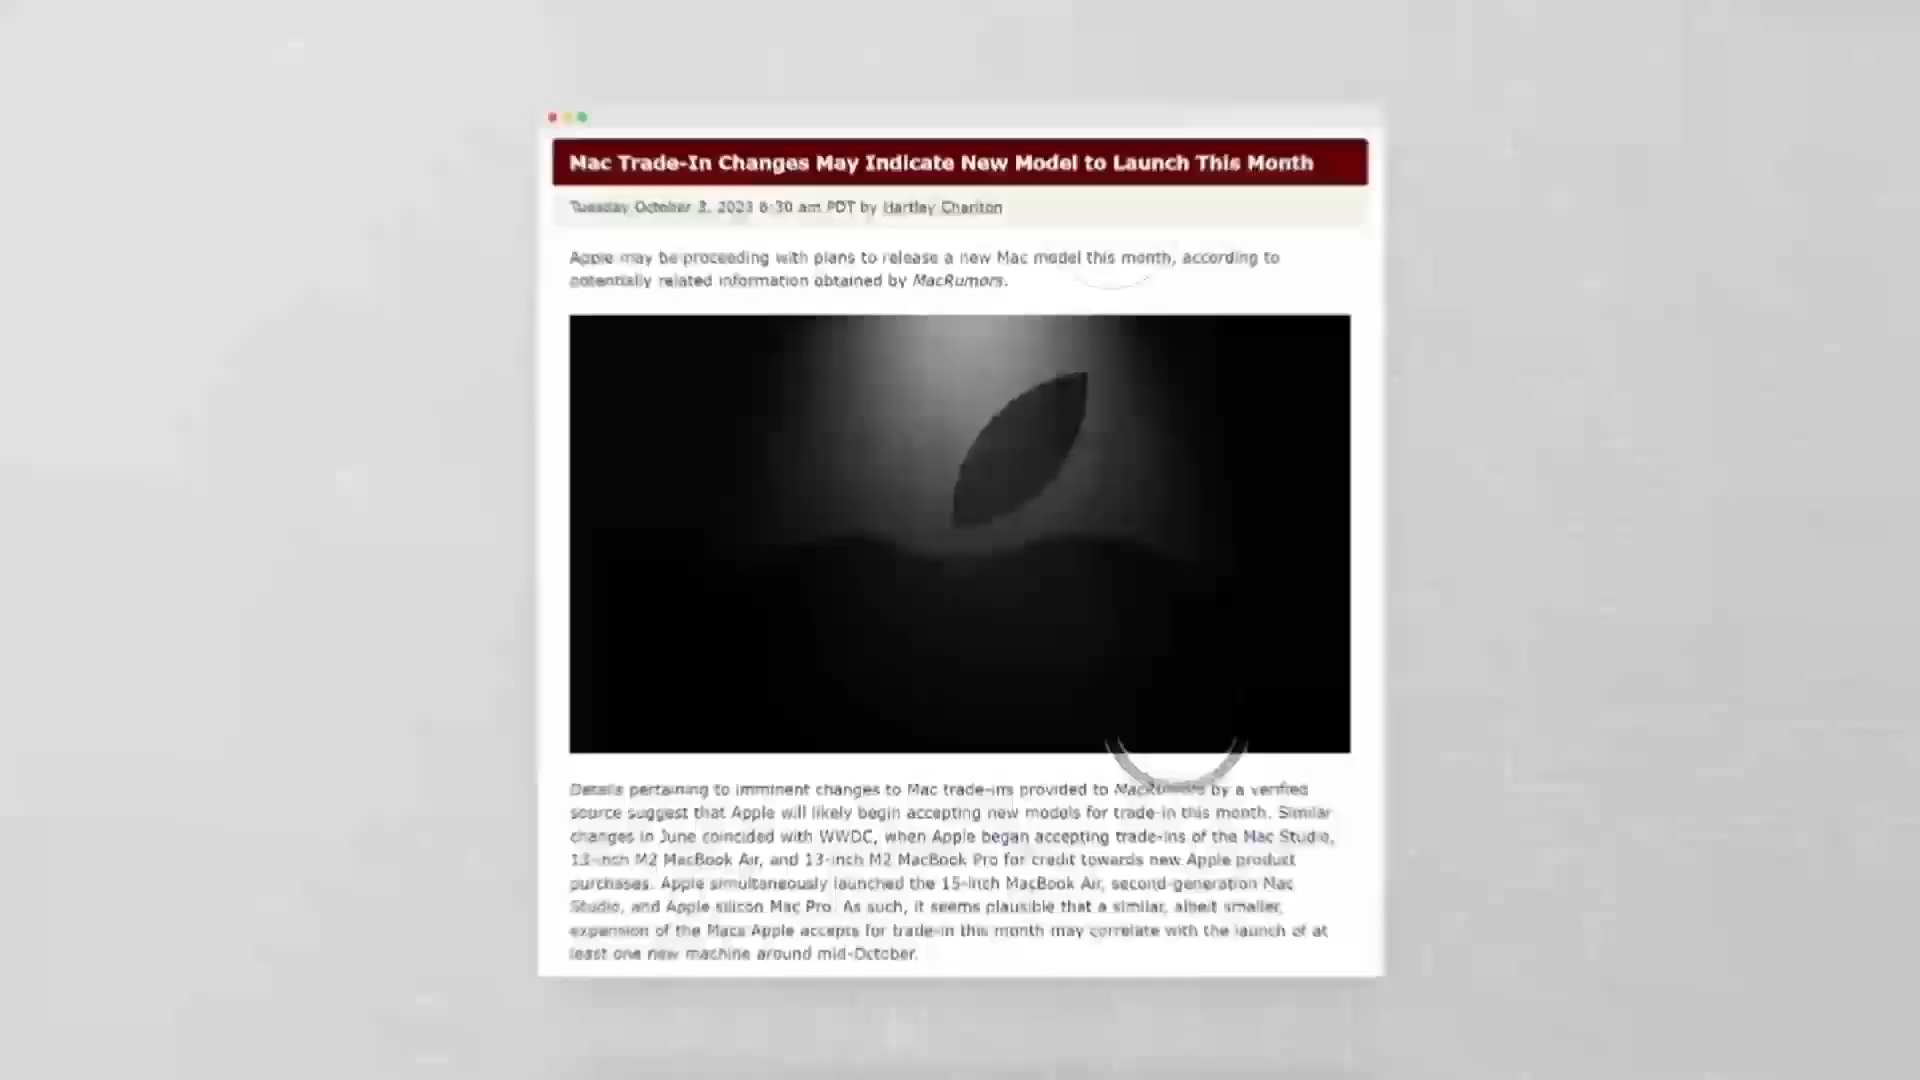 Mac Trade-In Changes May Indicate New Model to Launch This Month
Tuesday October 3, 2023 6:30 am PDT by Hartley Charlton
Apple may be proceeding with plans to release a new Mac model this month, according to
potentially related information obtained by MacRumors.
Details pertaining to imminent changes to Mac trade-ins provided to MacRumors by a verified
source suggest that Apple will likely begin accepting new models for trade-in this month. Similar
changes in June coincided with WWDC, when Apple began accepting trade-ins of the Mac Studio,
13-inch M2 MacBook Air, and 13-inch M2 MacBook Pro for credit towards new Apple product
purchases. Apple simultaneously launched the 15-inch MacBook Air, second-generation Mac
Studio, and Apple silicon Mac Pro. As such, it seems plausible that a similar, albeit smaller,
expansion of the Macs Apple accepts for trade-in this month may correlate with the launch of at
least one new machine around mid-October.